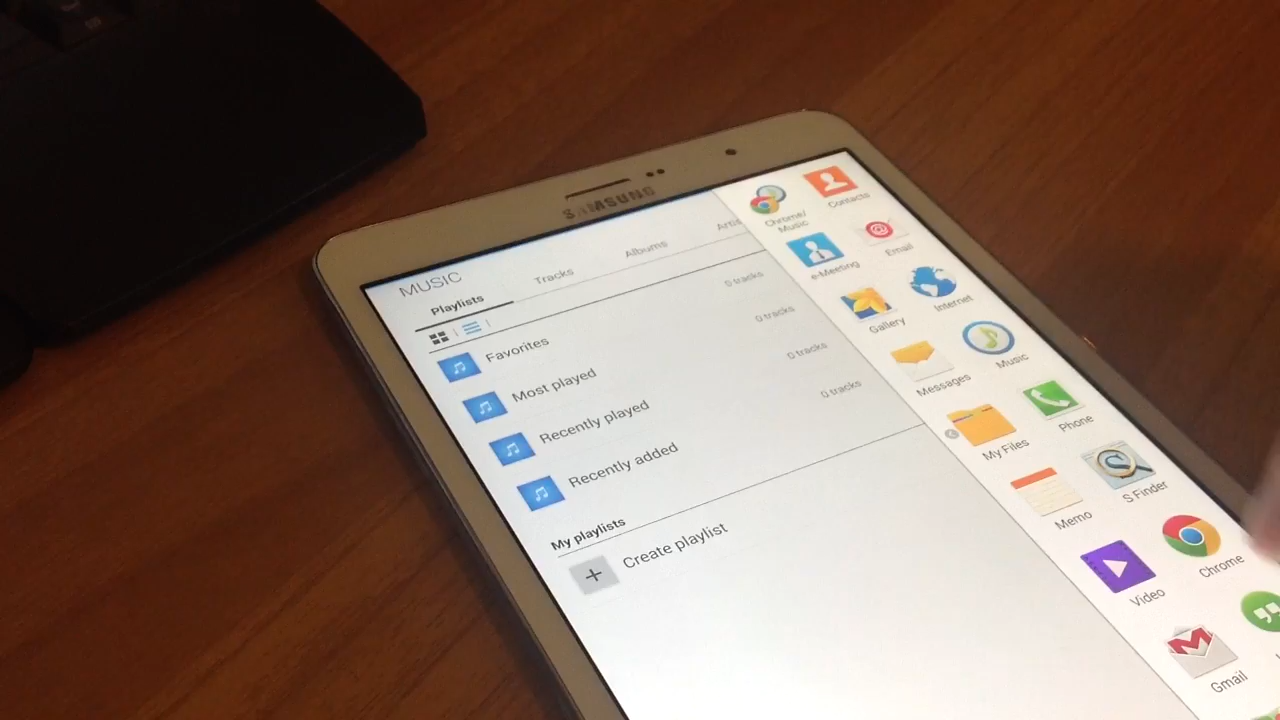 SAMSUNG
MUSIC
Playlists
Tracks
Albums
Artis
Favorites
0 tracks
Most played
0 tracks
Recently played
0 tracks
Recently added
0 tracks
My playlists
Create playlist
Chrome/
Music
Contacts
e-Meeting
Email
Gallery
Internet
Messages
Music
My Files
Phone
Memo
S Finder
Video
Chrome
Gmail